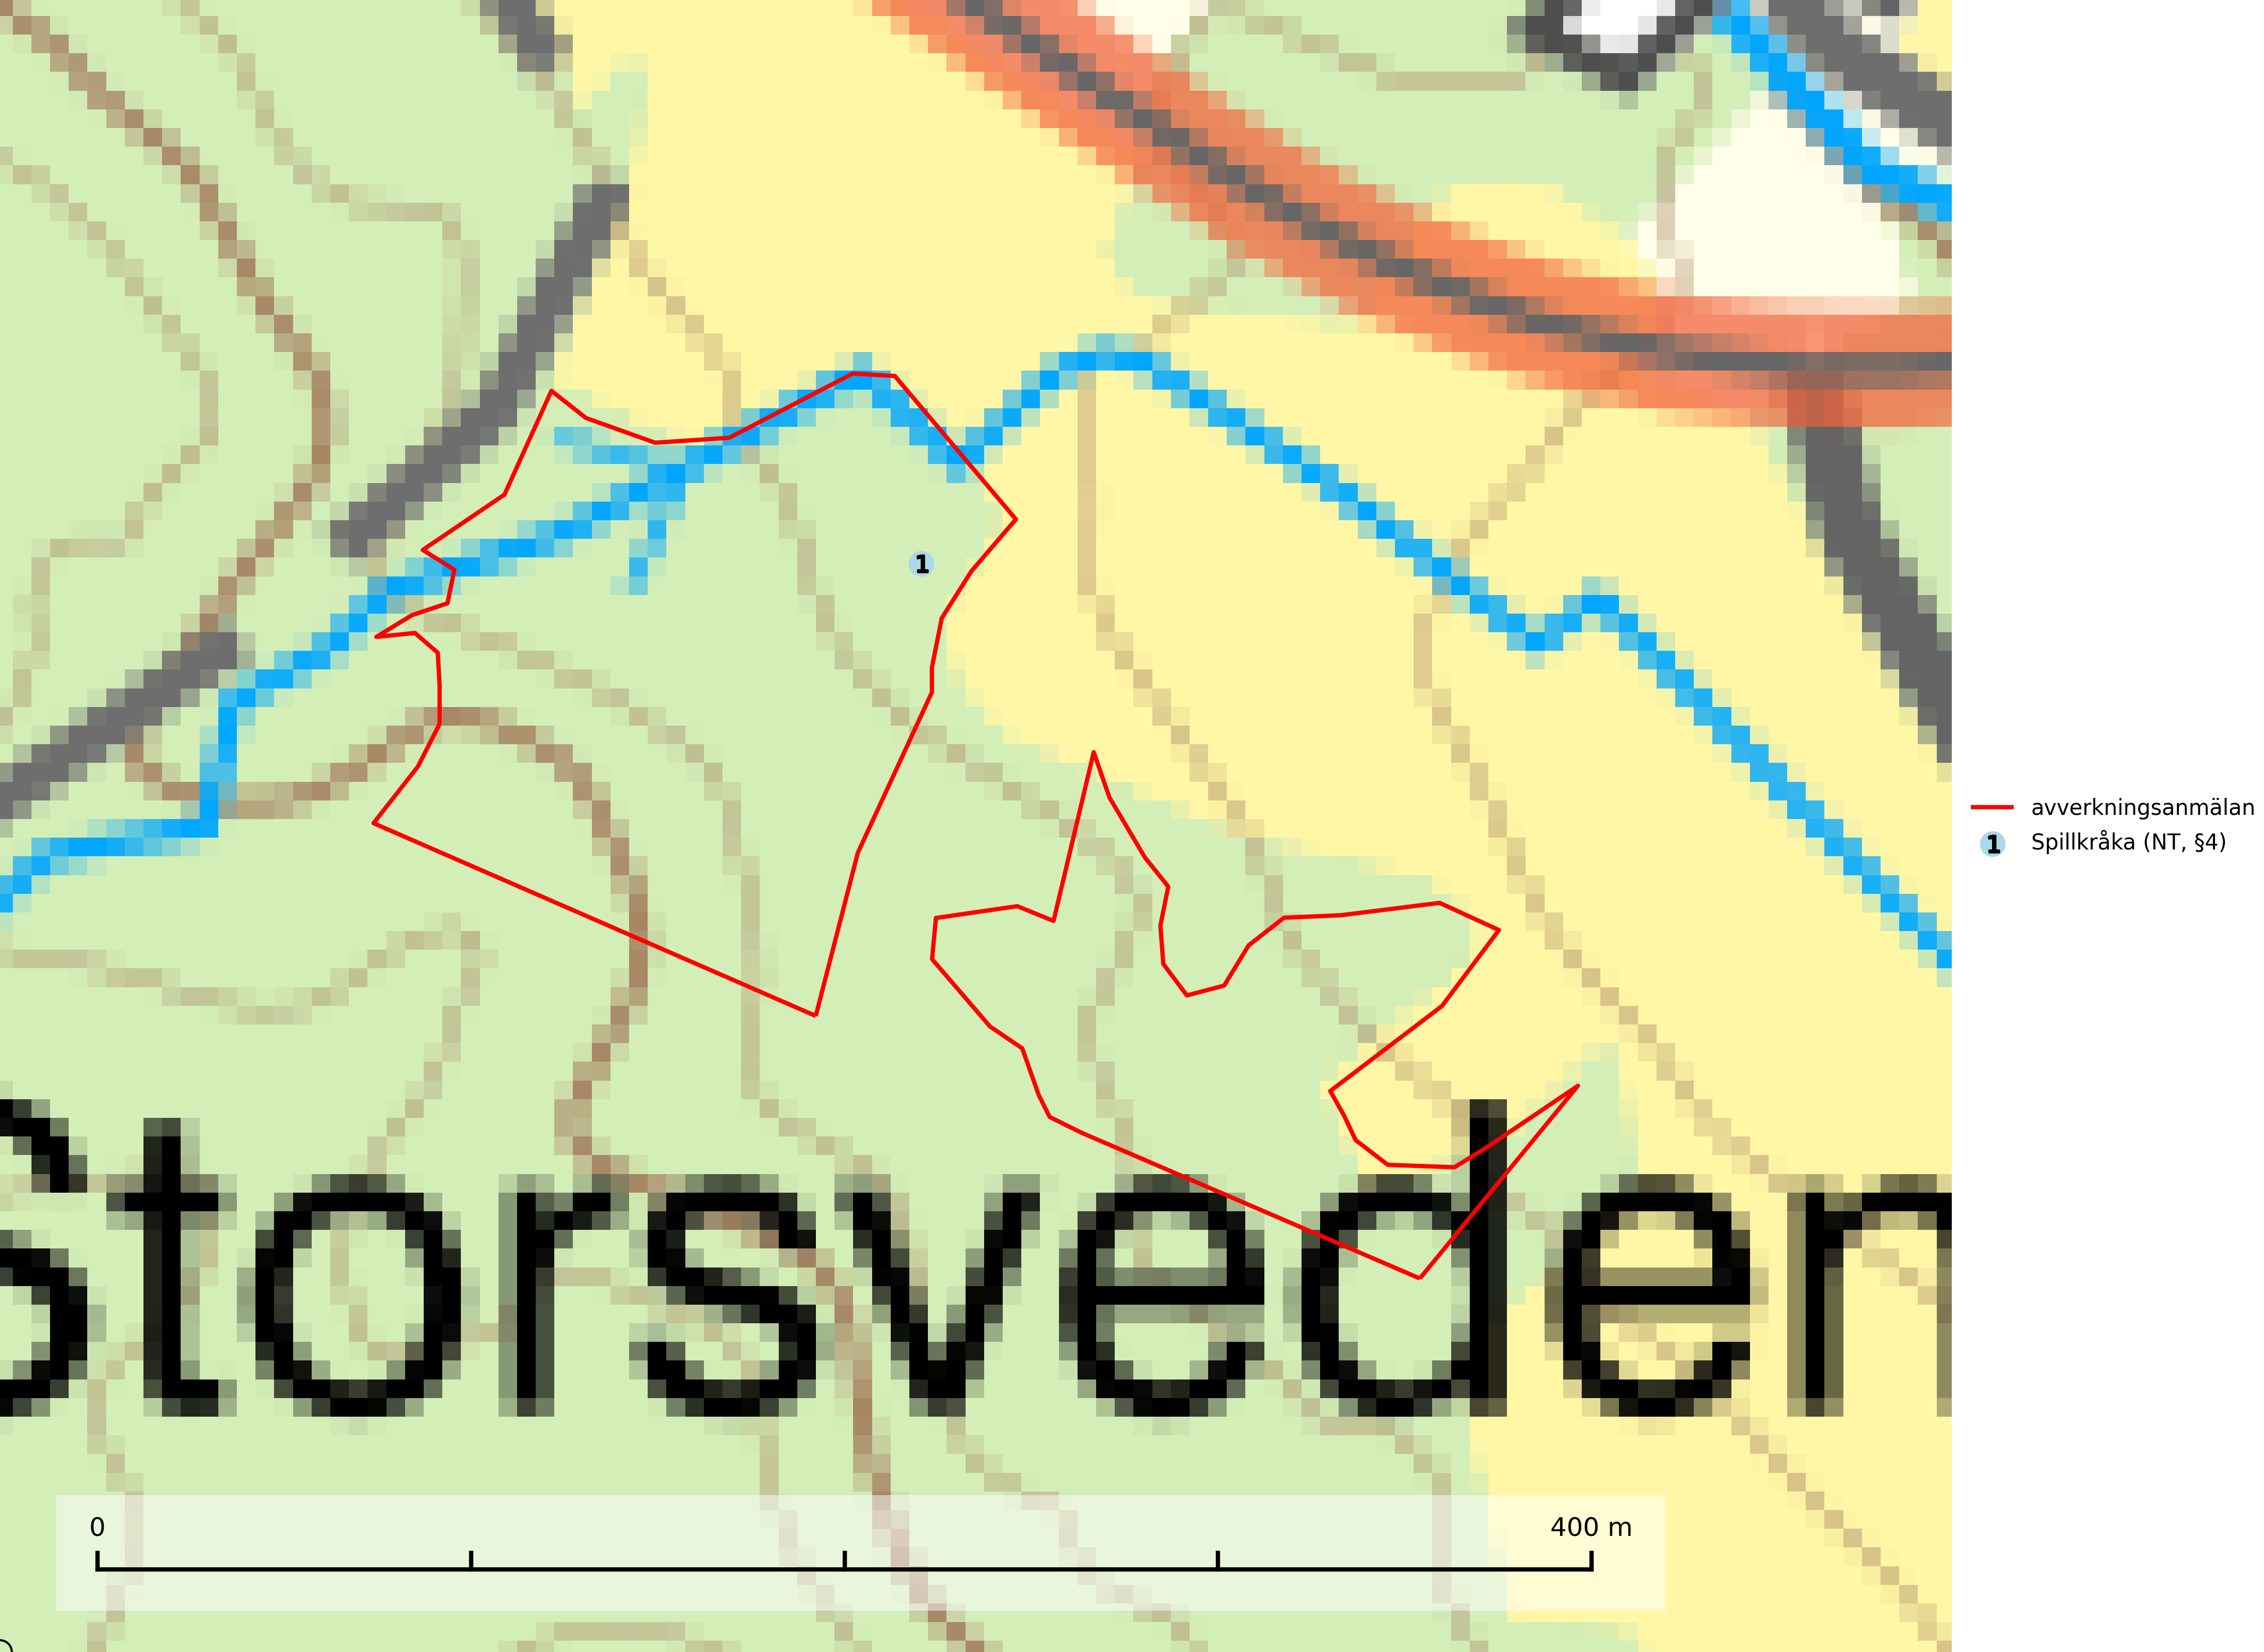 1
Storsveden
0 400 m
avverkningsanmälan
1 Spillkråka (NT, §4)